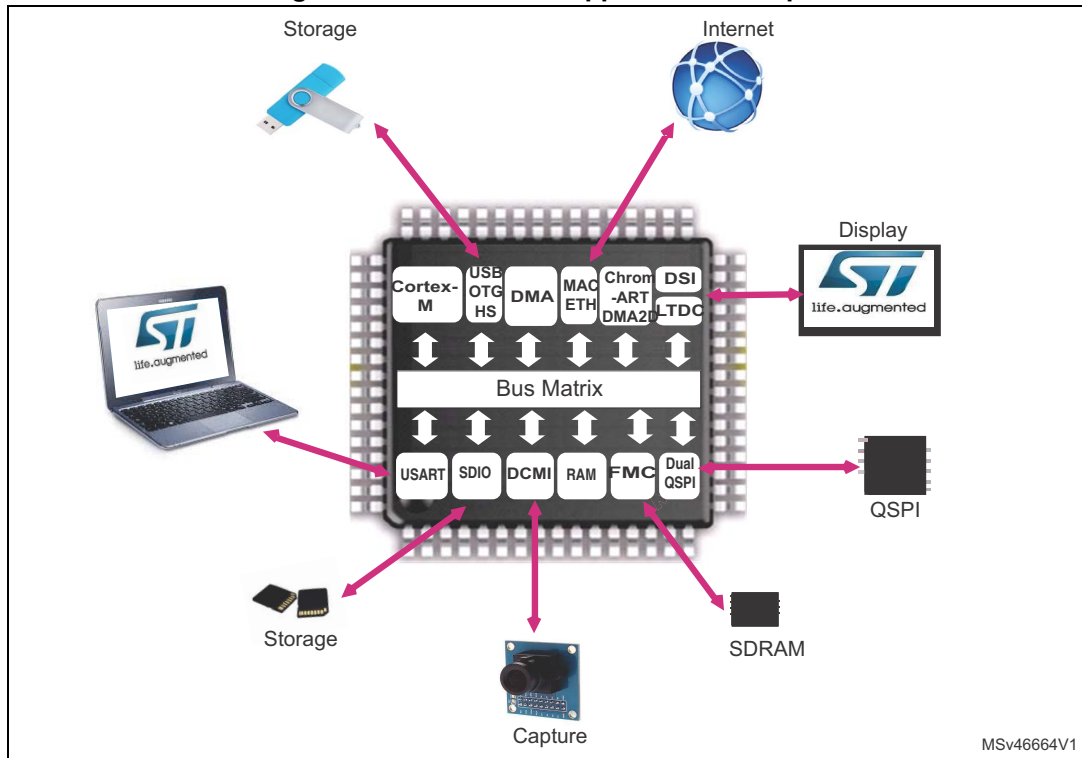 Storage
Internet
Display
life.augmented
life.augmented
Cortex-
M
USB
OTG
HS
DMA
MAC
ETH
Chrom
-ART
DMA2D
DSI
LTDC
Bus Matrix
USART
SDIO
DCMI
RAM
FMC
Dual
QSPI
QSPI
Storage
SDRAM
Capture
MSv46664V1